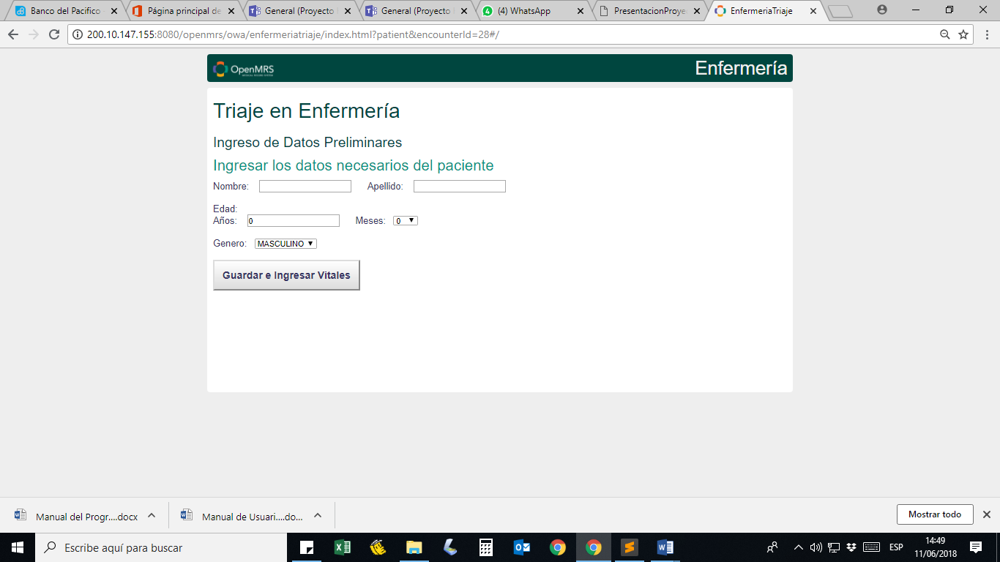 Banco del Pacifico -
Página principal de
General (Proyecto
General (Proyecto
(4) WhatsApp
PresentacionProye
EnfermeriaTriaje
200.10.147.155:8080/openmrs/owa/enfermeriatriaje/index.html?patient&encounterId=28#/
OpenMRS
Enfermería
Triaje en Enfermería
Ingreso de Datos Preliminares
Ingresar los datos necesarios del paciente
Nombre: Apellido:
Edad:
Años: 0 Meses: 0
Genero: MASCULINO
Guardar e Ingresar Vitales
Manual del Progr....docx
Manual de Usuari....do...
Mostrar todo
Escribe aquí para buscar
ESP
14:49
11/06/2018